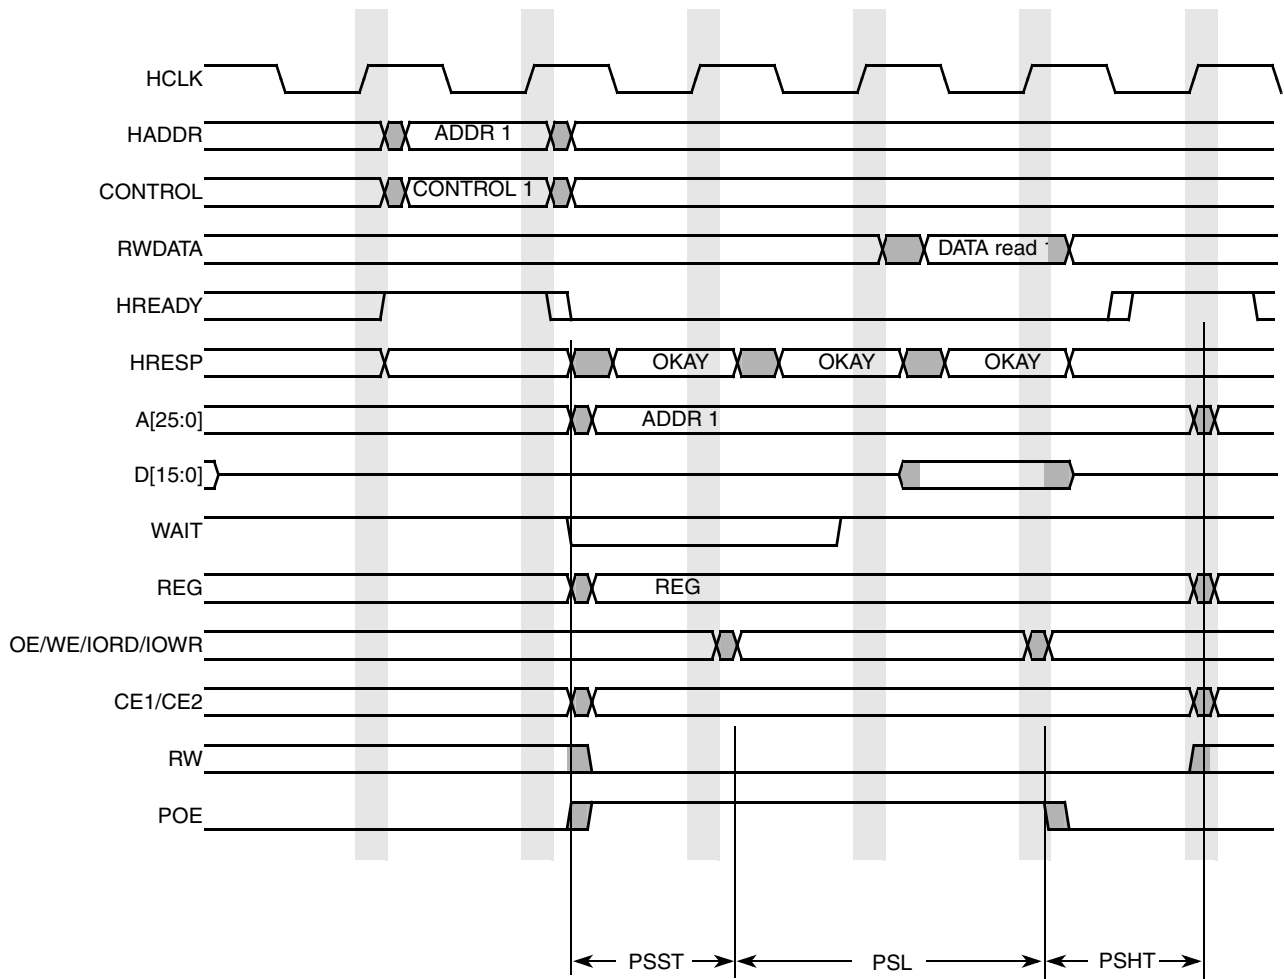 HCLK
HADDR ADDR 1
CONTROL CONTROL 1
RWDATA DATA read 1
HREADY
HRESP OKAY OKAY OKAY
A[25:0] ADDR 1
D[15:0]
WAIT
REG REG
OE/WE/IORD/IOWR
CE1/CE2
RW
POE
PSST PSL PSHT